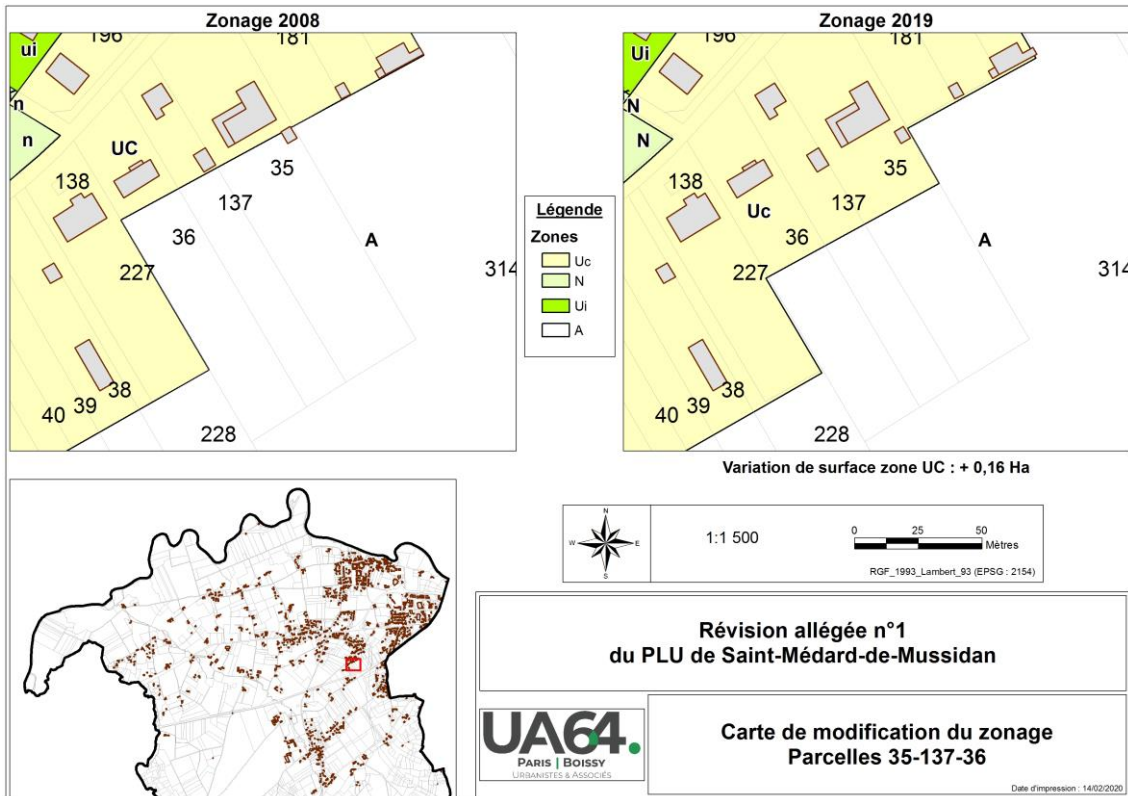 Zonage 2008
ui
196
181
n
n
UC
138
35
137
36
A
227
314
38
39
40
228
Légende
Zones
Uc
N
Ui
A
Zonage 2019
Ui
196
181
N
N
138
35
Uc
137
36
A
227
314
38
39
40
228
Variation de surface zone UC : + 0,16 Ha
N
W E
S
1:1 500
0 25 50
Mètres
RGF_1993_Lambert_93 (EPSG : 2154)
Révision allégée n°1
du PLU de Saint-Médard-de-Mussidan
UA64.
PARIS | BOISSY
URBANISTES & ASSOCIÉS
Carte de modification du zonage
Parcelles 35-137-36
Date d'impression : 14/02/2020